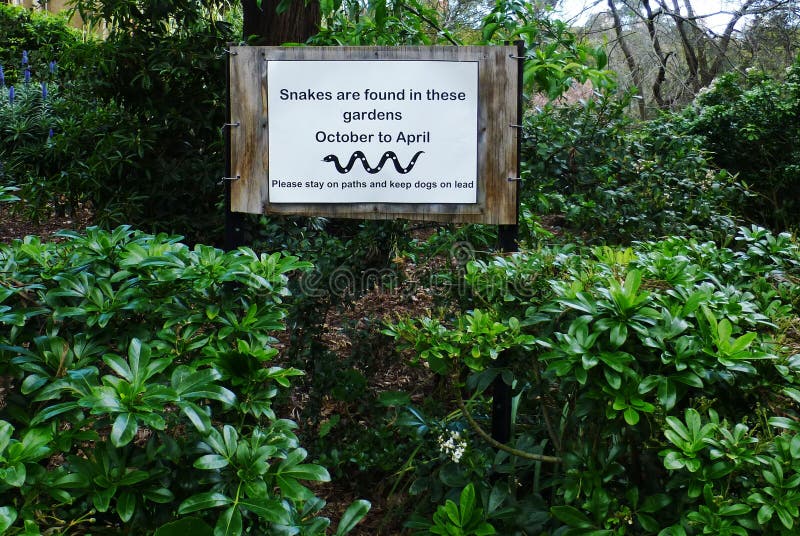 Snakes are found in these
gardens
October to April
Please stay on paths and keep dogs on lead